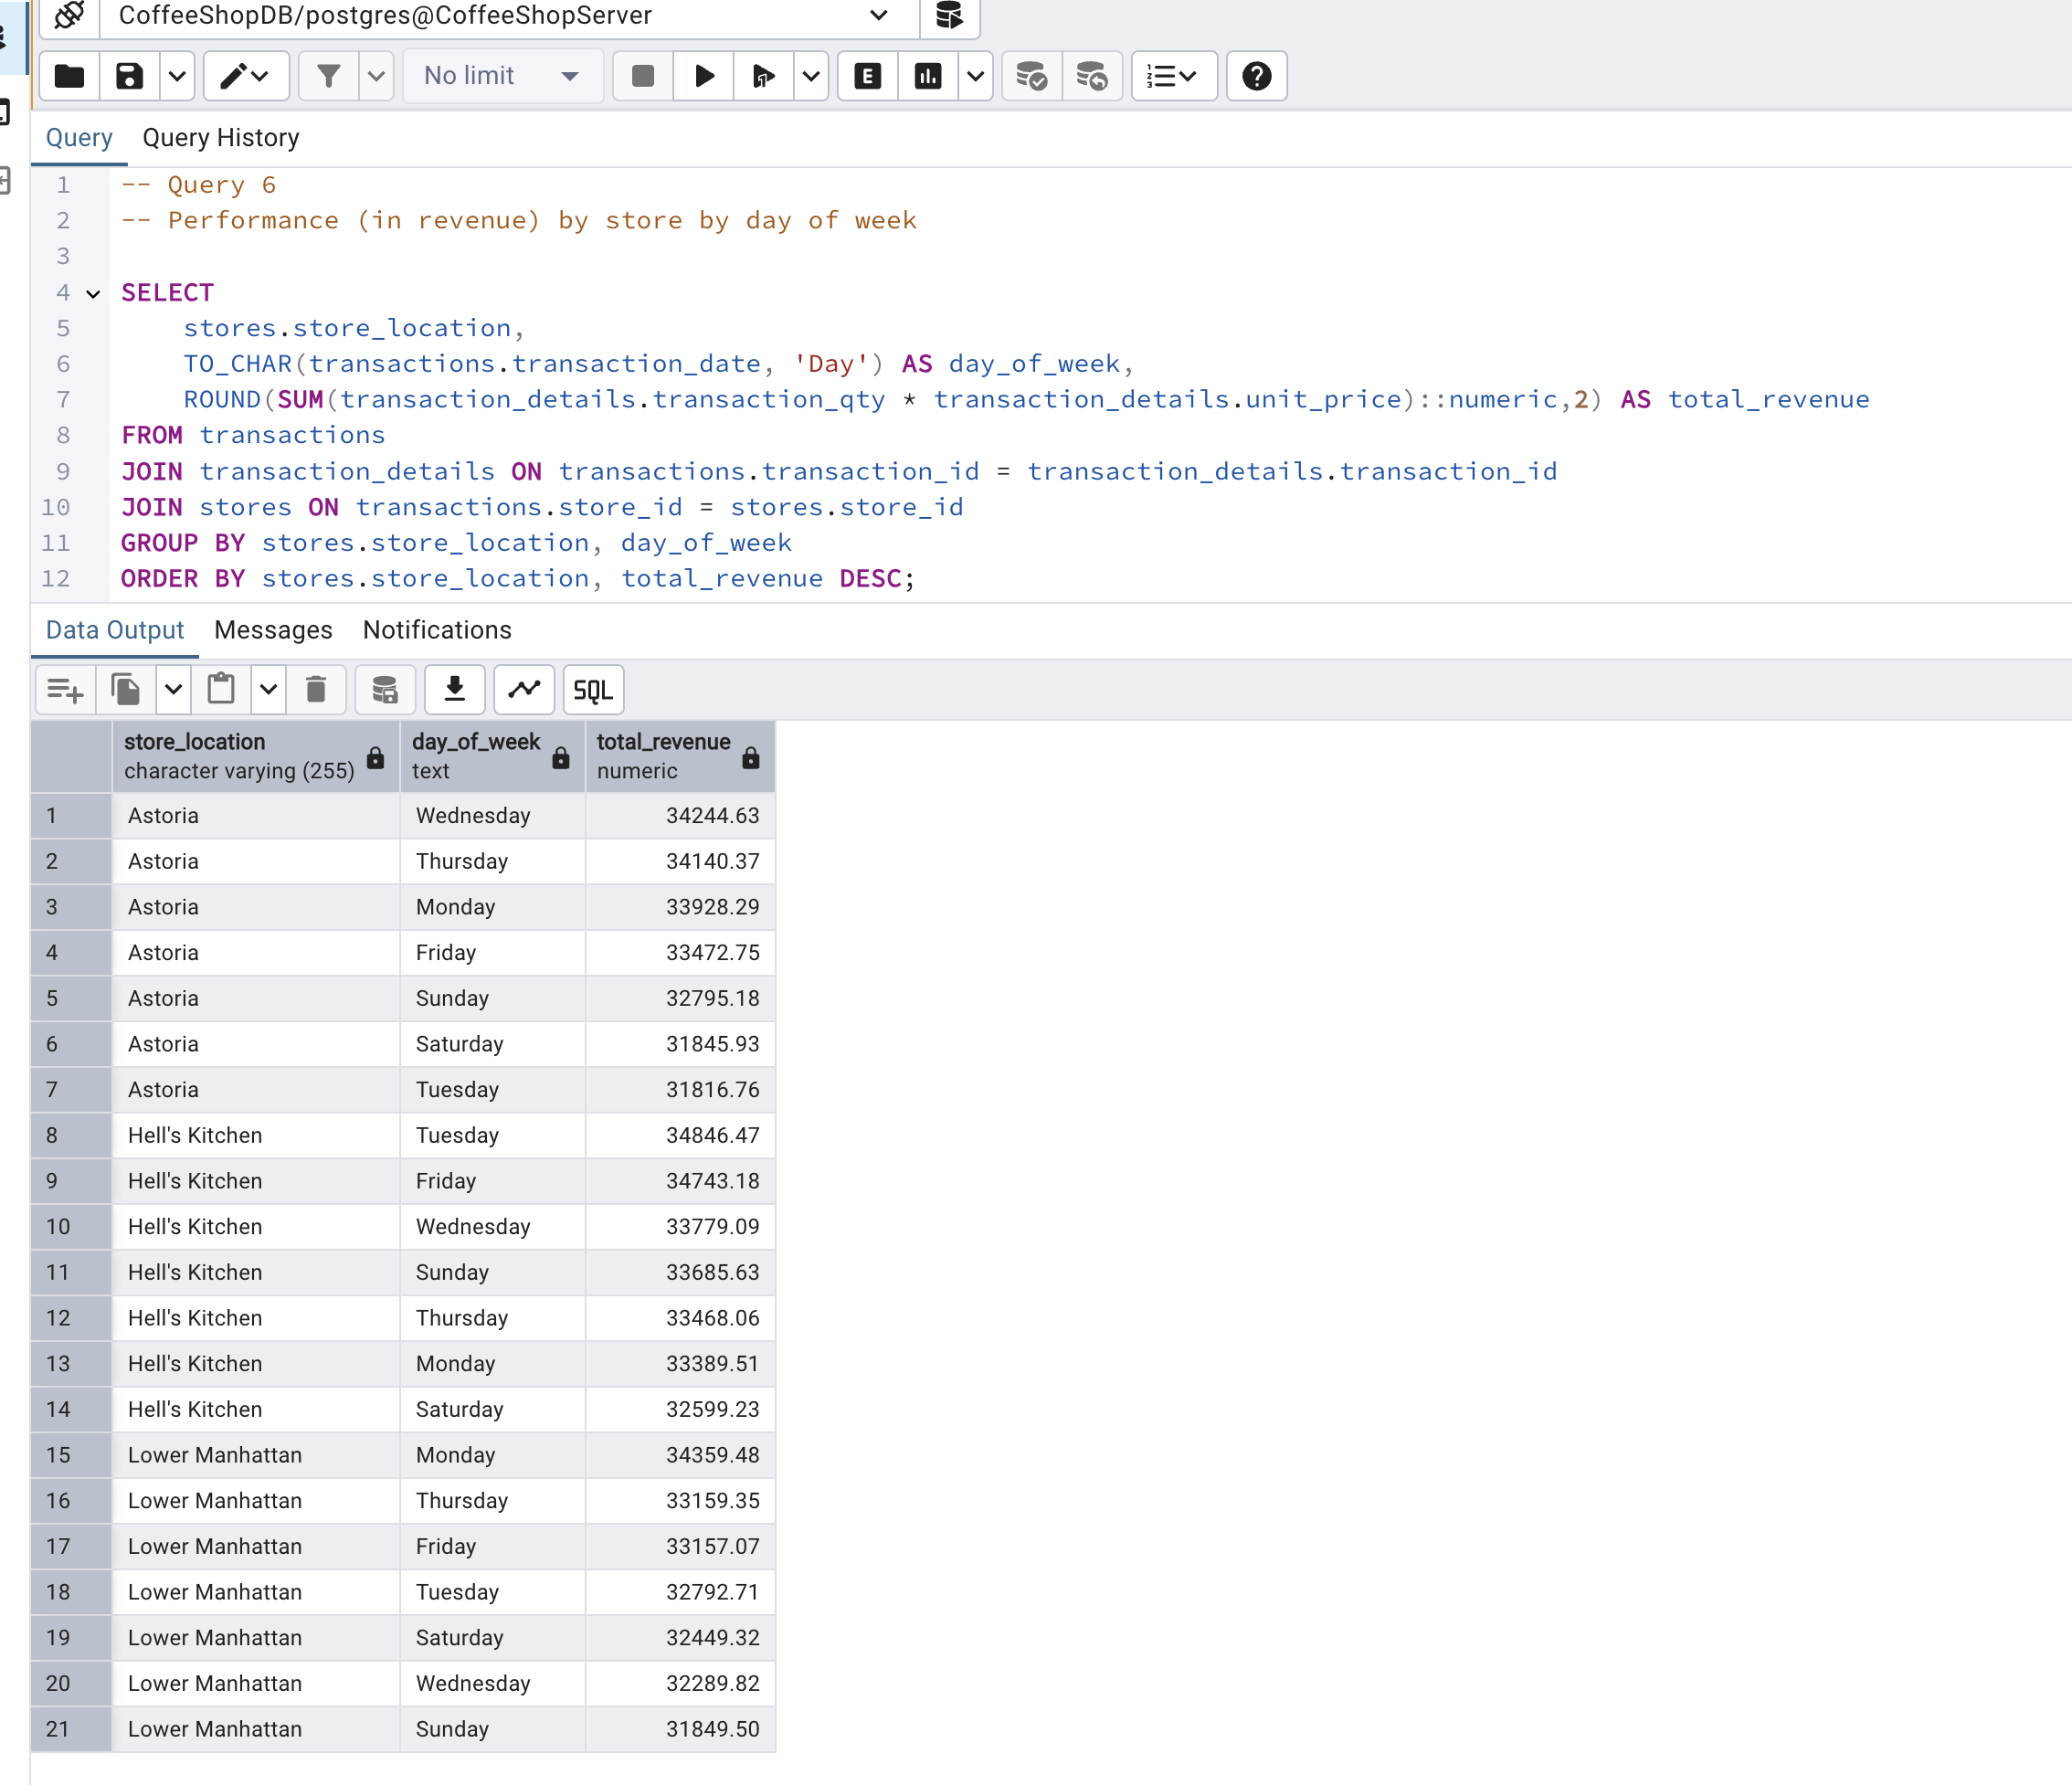 CoffeeShopDB/postgres@CoffeeShopServer
No limit
E
Query Query History
1 -- Query 6
2 -- Performance (in revenue) by store by day of week
3
4 SELECT
5 stores.store_location,
6 TO_CHAR(transactions.transaction_date, 'Day') AS day_of_week,
7 ROUND(SUM(transaction_details.transaction_qty * transaction_details.unit_price)::numeric,2) AS total_revenue
8 FROM transactions
9 JOIN transaction_details ON transactions.transaction_id = transaction_details.transaction_id
10 JOIN stores ON transactions.store_id = stores.store_id
11 GROUP BY stores.store_location, day_of_week
12 ORDER BY stores.store_location, total_revenue DESC;
Data Output Messages Notifications
SQL
store_location day_of_week total_revenue
character varying (255) text numeric
1 Astoria Wednesday 34244.63
2 Astoria Thursday 34140.37
3 Astoria Monday 33928.29
4 Astoria Friday 33472.75
5 Astoria Sunday 32795.18
6 Astoria Saturday 31845.93
7 Astoria Tuesday 31816.76
8 Hell's Kitchen Tuesday 34846.47
9 Hell's Kitchen Friday 34743.18
10 Hell's Kitchen Wednesday 33779.09
11 Hell's Kitchen Sunday 33685.63
12 Hell's Kitchen Thursday 33468.06
13 Hell's Kitchen Monday 33389.51
14 Hell's Kitchen Saturday 32599.23
15 Lower Manhattan Monday 34359.48
16 Lower Manhattan Thursday 33159.35
17 Lower Manhattan Friday 33157.07
18 Lower Manhattan Tuesday 32792.71
19 Lower Manhattan Saturday 32449.32
20 Lower Manhattan Wednesday 32289.82
21 Lower Manhattan Sunday 31849.50